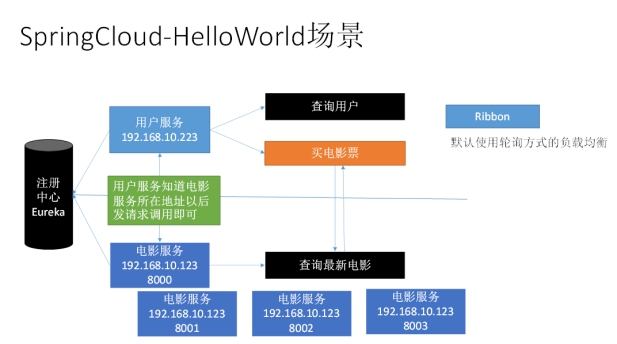 SpringCloud-HelloWorld场景
用户服务
192.168.10.223
查询用户
Ribbon
买电影票
默认使用轮询方式的负载均衡
注册
中心
Eureka
用户服务知道电影
服务所在地址以后
发请求调用即可
电影服务
192.168.10.123
8000
查询最新电影
电影服务
192.168.10.123
8001
电影服务
192.168.10.123
8002
电影服务
192.168.10.123
8003